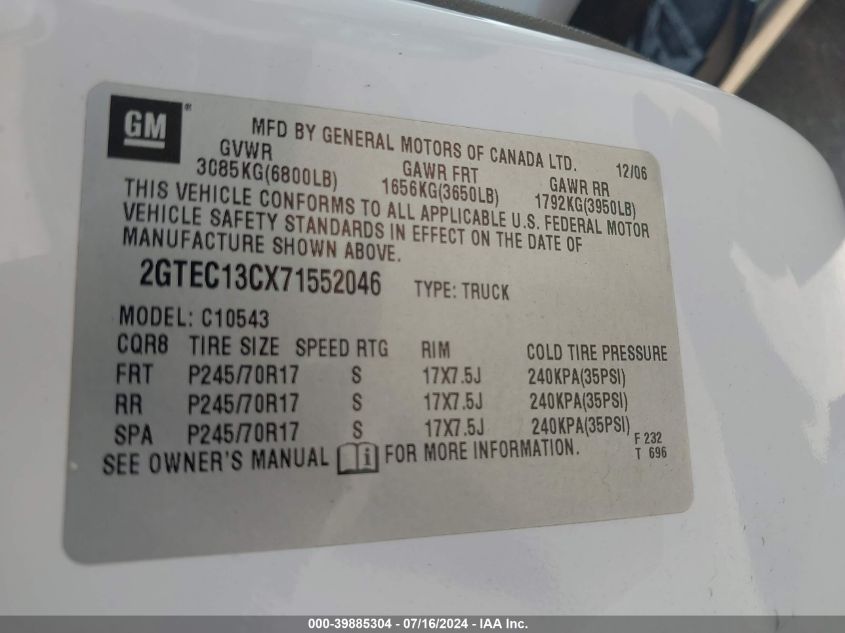 GM ®
MFD BY GENERAL MOTORS OF CANADA LTD. 12/06
GVWR GAWR FRT GAWR RR
3085KG(6800LB) 1656KG(3650LB) 1792KG(3950LB)
THIS VEHICLE CONFORMS TO ALL APPLICABLE U.S. FEDERAL MOTOR
VEHICLE SAFETY STANDARDS IN EFFECT ON THE DATE OF
MANUFACTURE SHOWN ABOVE.
2GTEC13CX71552046 TYPE: TRUCK
MODEL: C10543
CQR8 TIRE SIZE SPEED RTG RIM COLD TIRE PRESSURE
FRT P245/70R17 S 17X7.5J 240KPA(35PSI)
RR P245/70R17 S 17X7.5J 240KPA(35PSI)
SPA P245/70R17 S 17X7.5J 240KPA(35PSI)
SEE OWNER'S MANUAL i FOR MORE INFORMATION. F 232
T 696
000-39885304 - 07/16/2024 - IAA Inc.